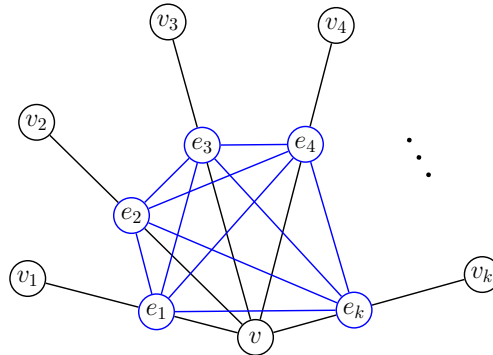 v₃
v₄
v₂
e₃
e₄
e₂
v₁
vₖ
e₁
eₖ
v